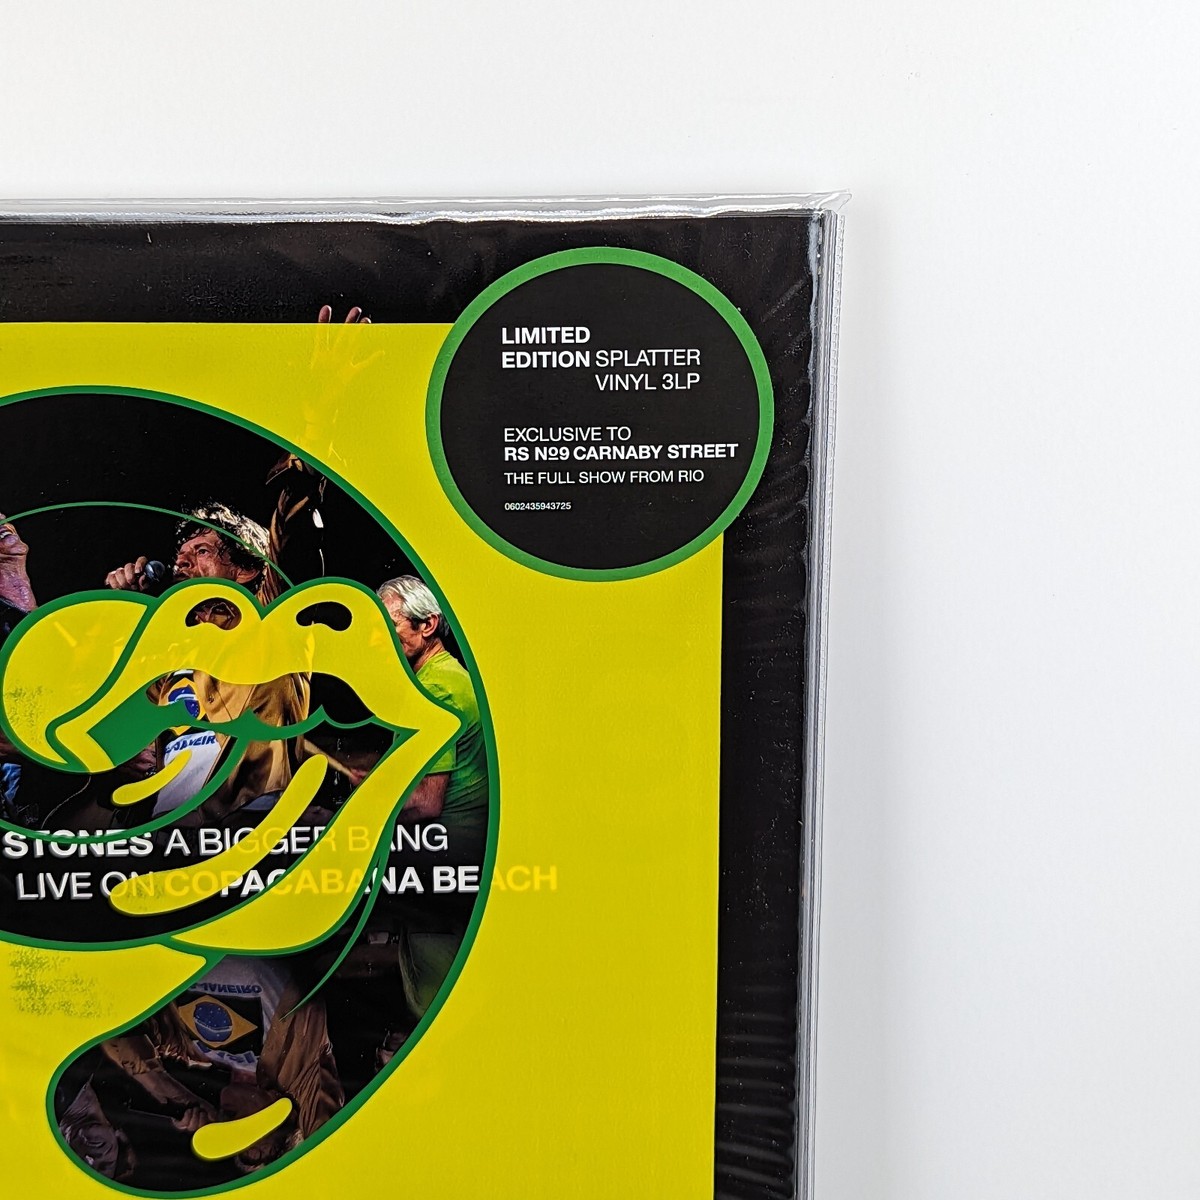 LIMITED
EDITION SPLATTER
VINYL 3LP
EXCLUSIVE TO
RS Nº9 CARNABY STREET
THE FULL SHOW FROM RIO
0602435943725
STONES A BIGGER BANG
LIVE ON COPACABANA BEACH